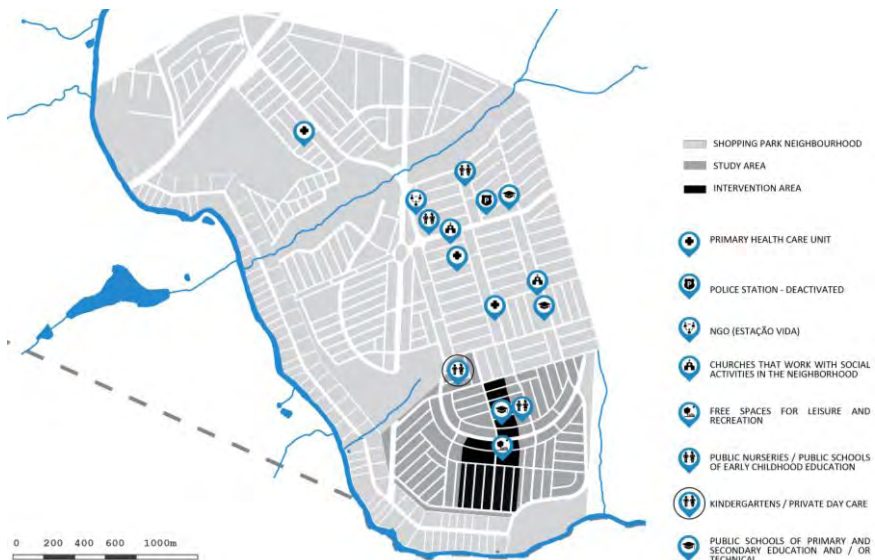 SHOPPING PARK NEIGHBOURHOOD
STUDY AREA
INTERVENTION AREA
PRIMARY HEALTH CARE UNIT
POLICE STATION - DEACTIVATED
NGO (ESTAÇÃO VIDA)
CHURCHES THAT WORK WITH SOCIAL
ACTIVITIES IN THE NEIGHBORHOOD
FREE SPACES FOR LEISURE AND
RECREATION
PUBLIC NURSERIES / PUBLIC SCHOOLS
OF EARLY CHILDHOOD EDUCATION
KINDERGARTENS / PRIVATE DAY CARE
PUBLIC SCHOOLS OF PRIMARY AND
SECONDARY EDUCATION AND / OR
TECHNICAL
0 200 400 600 1000m